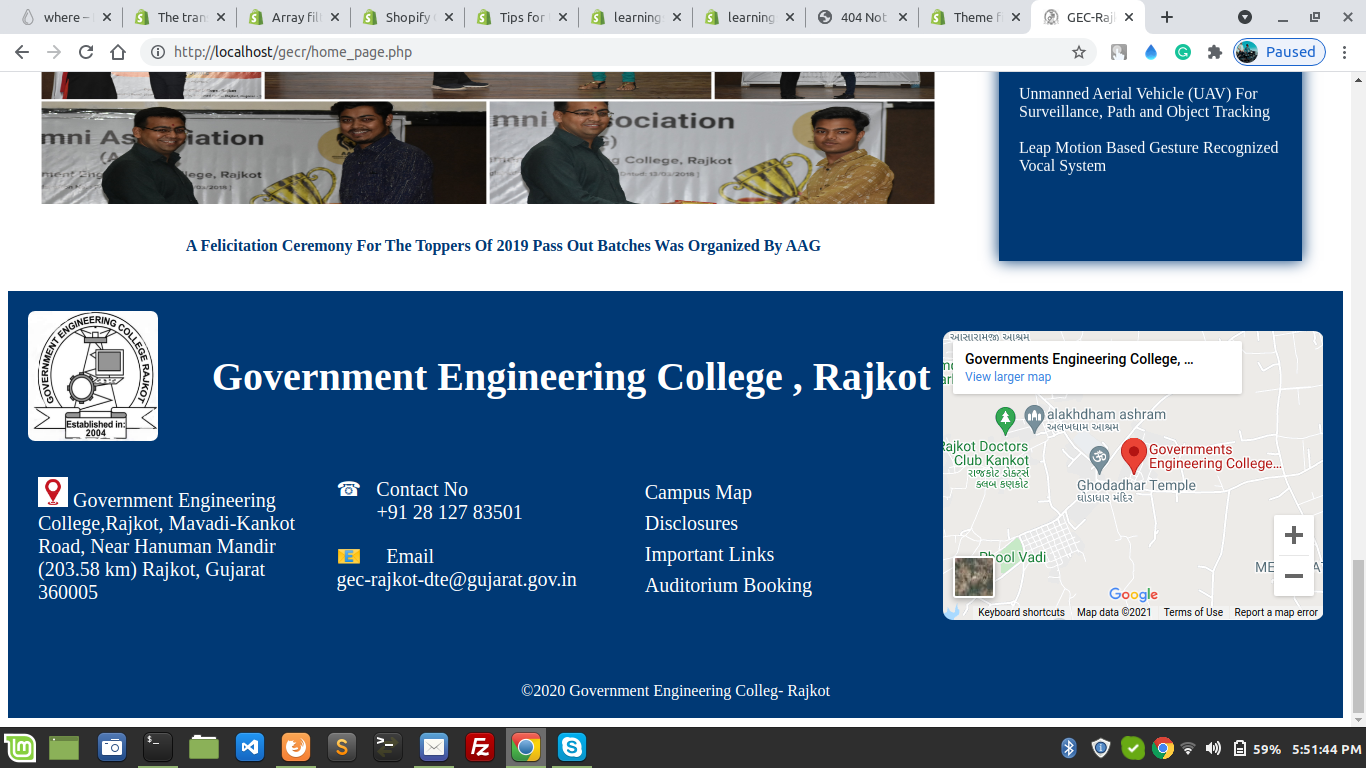 where –
The tran
Array fil
Shopify
Tips for
learning
learning
404 Not
Theme f
GEC-Raj
http://localhost/gecr/home_page.php
Paused
mni Association
mni Association
College, Rajkot
College, Rajkot
Unmanned Aerial Vehicle (UAV) For
Surveillance, Path and Object Tracking
Leap Motion Based Gesture Recognized
Vocal System
A Felicitation Ceremony For The Toppers Of 2019 Pass Out Batches Was Organized By AAG
GOVERNMENT ENGINEERING COLLEGE RAJKOT
Established in:
2004
Government Engineering College , Rajkot
Government Engineering
College,Rajkot, Mavadi-Kankot
Road, Near Hanuman Mandir
(203.58 km) Rajkot, Gujarat
360005
Contact No
+91 28 127 83501
Email
gec-rajkot-dte@gujarat.gov.in
Campus Map
Disclosures
Important Links
Auditorium Booking
આસારામજી આશ્રમ
Governments Engineering College, ...
View larger map
alakhdham ashram
અલખધામ આશ્રમ
Rajkot Doctors
Club Kankot
રાજકોટ ડોક્ટર્સ
ક્લબ કણકોટ
Governments
Engineering College...
Ghodadhar Temple
ઘોડાધાર મંદિર
Phool Vadi
Google
Keyboard shortcuts Map data ©2021 Terms of Use Report a map error
©2020 Government Engineering Colleg- Rajkot
59% 5:51:44 PM